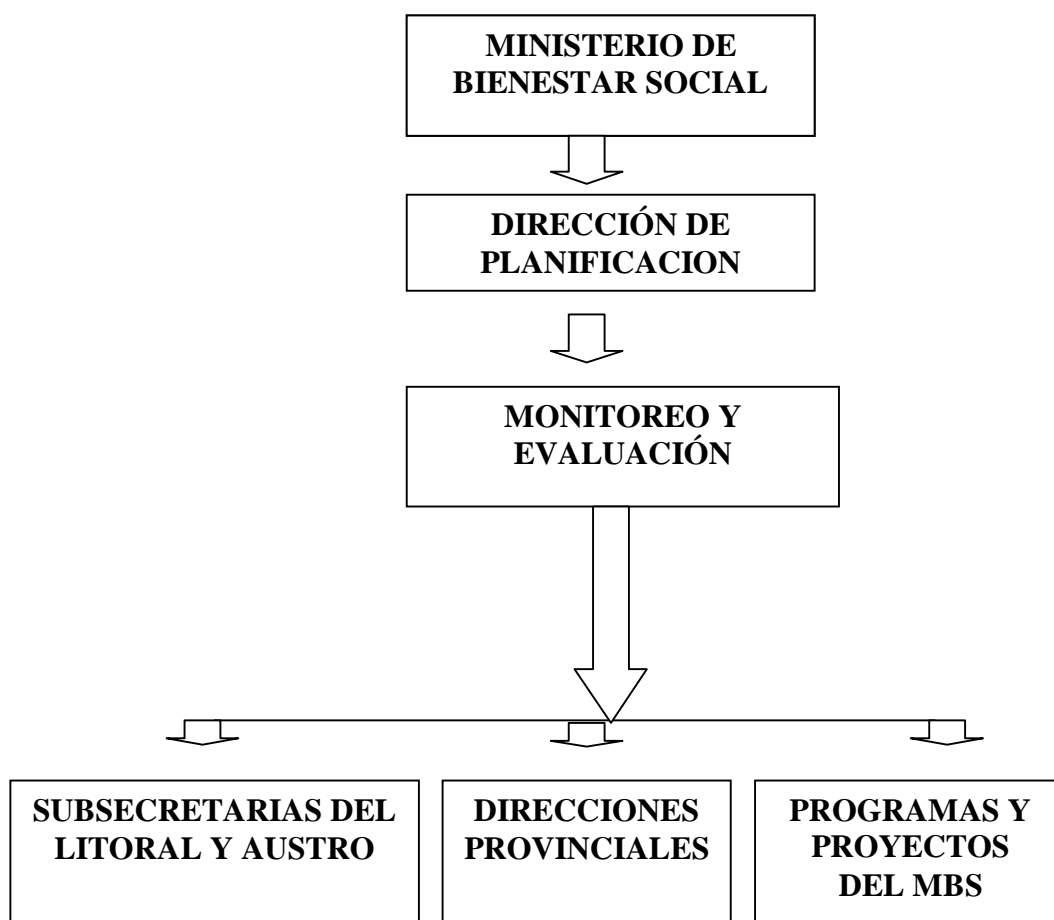 MINISTERIO DE
BIENESTAR SOCIAL
DIRECCIÓN DE
PLANIFICACION
MONITOREO Y
EVALUACIÓN
SUBSECRETARIAS DEL
LITORAL Y AUSTRO
DIRECCIONES
PROVINCIALES
PROGRAMAS Y
PROYECTOS
DEL MBS